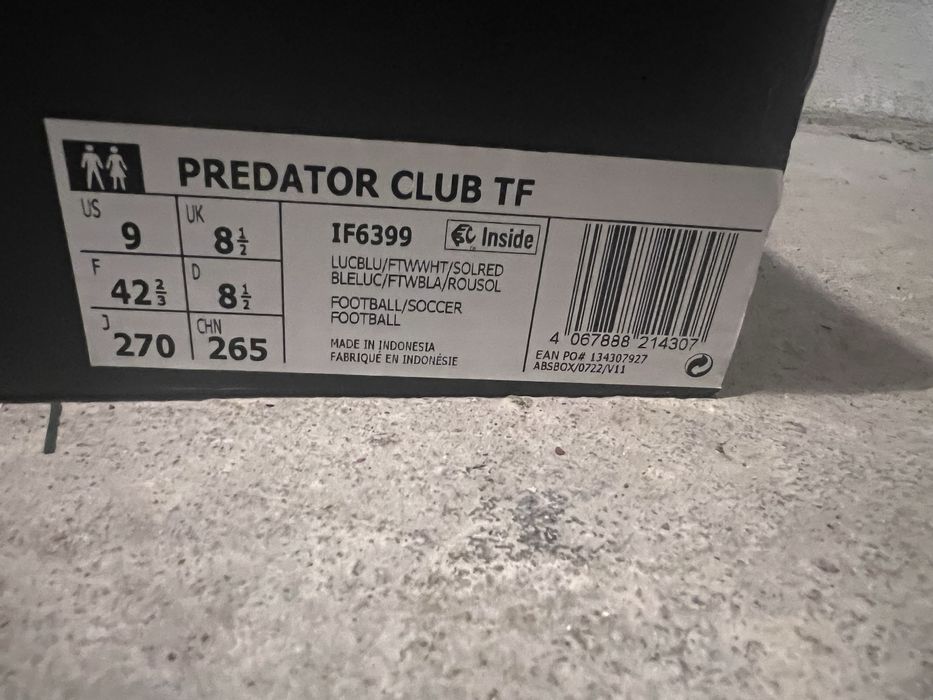 PREDATOR CLUB TF
US 9 UK 8½
F 42⅔ D 8½
J 270 CHN 265
IF6399 Inside
LUCBLU/FTWWHT/SOLRED
BLELUC/FTWBLA/ROUSOL
FOOTBALL/SOCCER
FOOTBALL
MADE IN INDONESIA
FABRIQUÉ EN INDONÉSIE
4 067888 214307
EAN PO# 134307927
ABSBOX/0722/V11